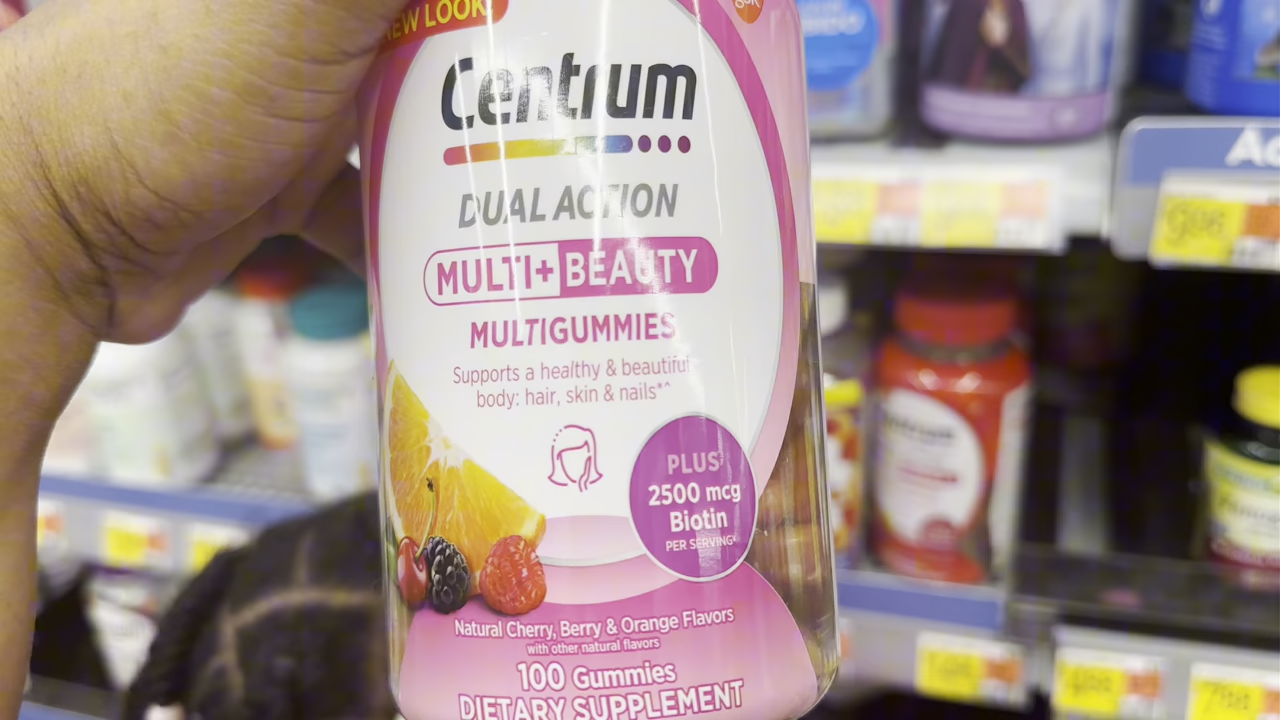 NEW LOOK
Centrum
DUAL ACTION
MULTI+ BEAUTY
MULTIGUMMIES
Supports a healthy & beautiful
body: hair, skin & nails*^
PLUS
2500 mcg
Biotin
PER SERVING
Natural Cherry, Berry & Orange Flavors
with other natural flavors
100 Gummies
DIETARY SUPPLEMENT